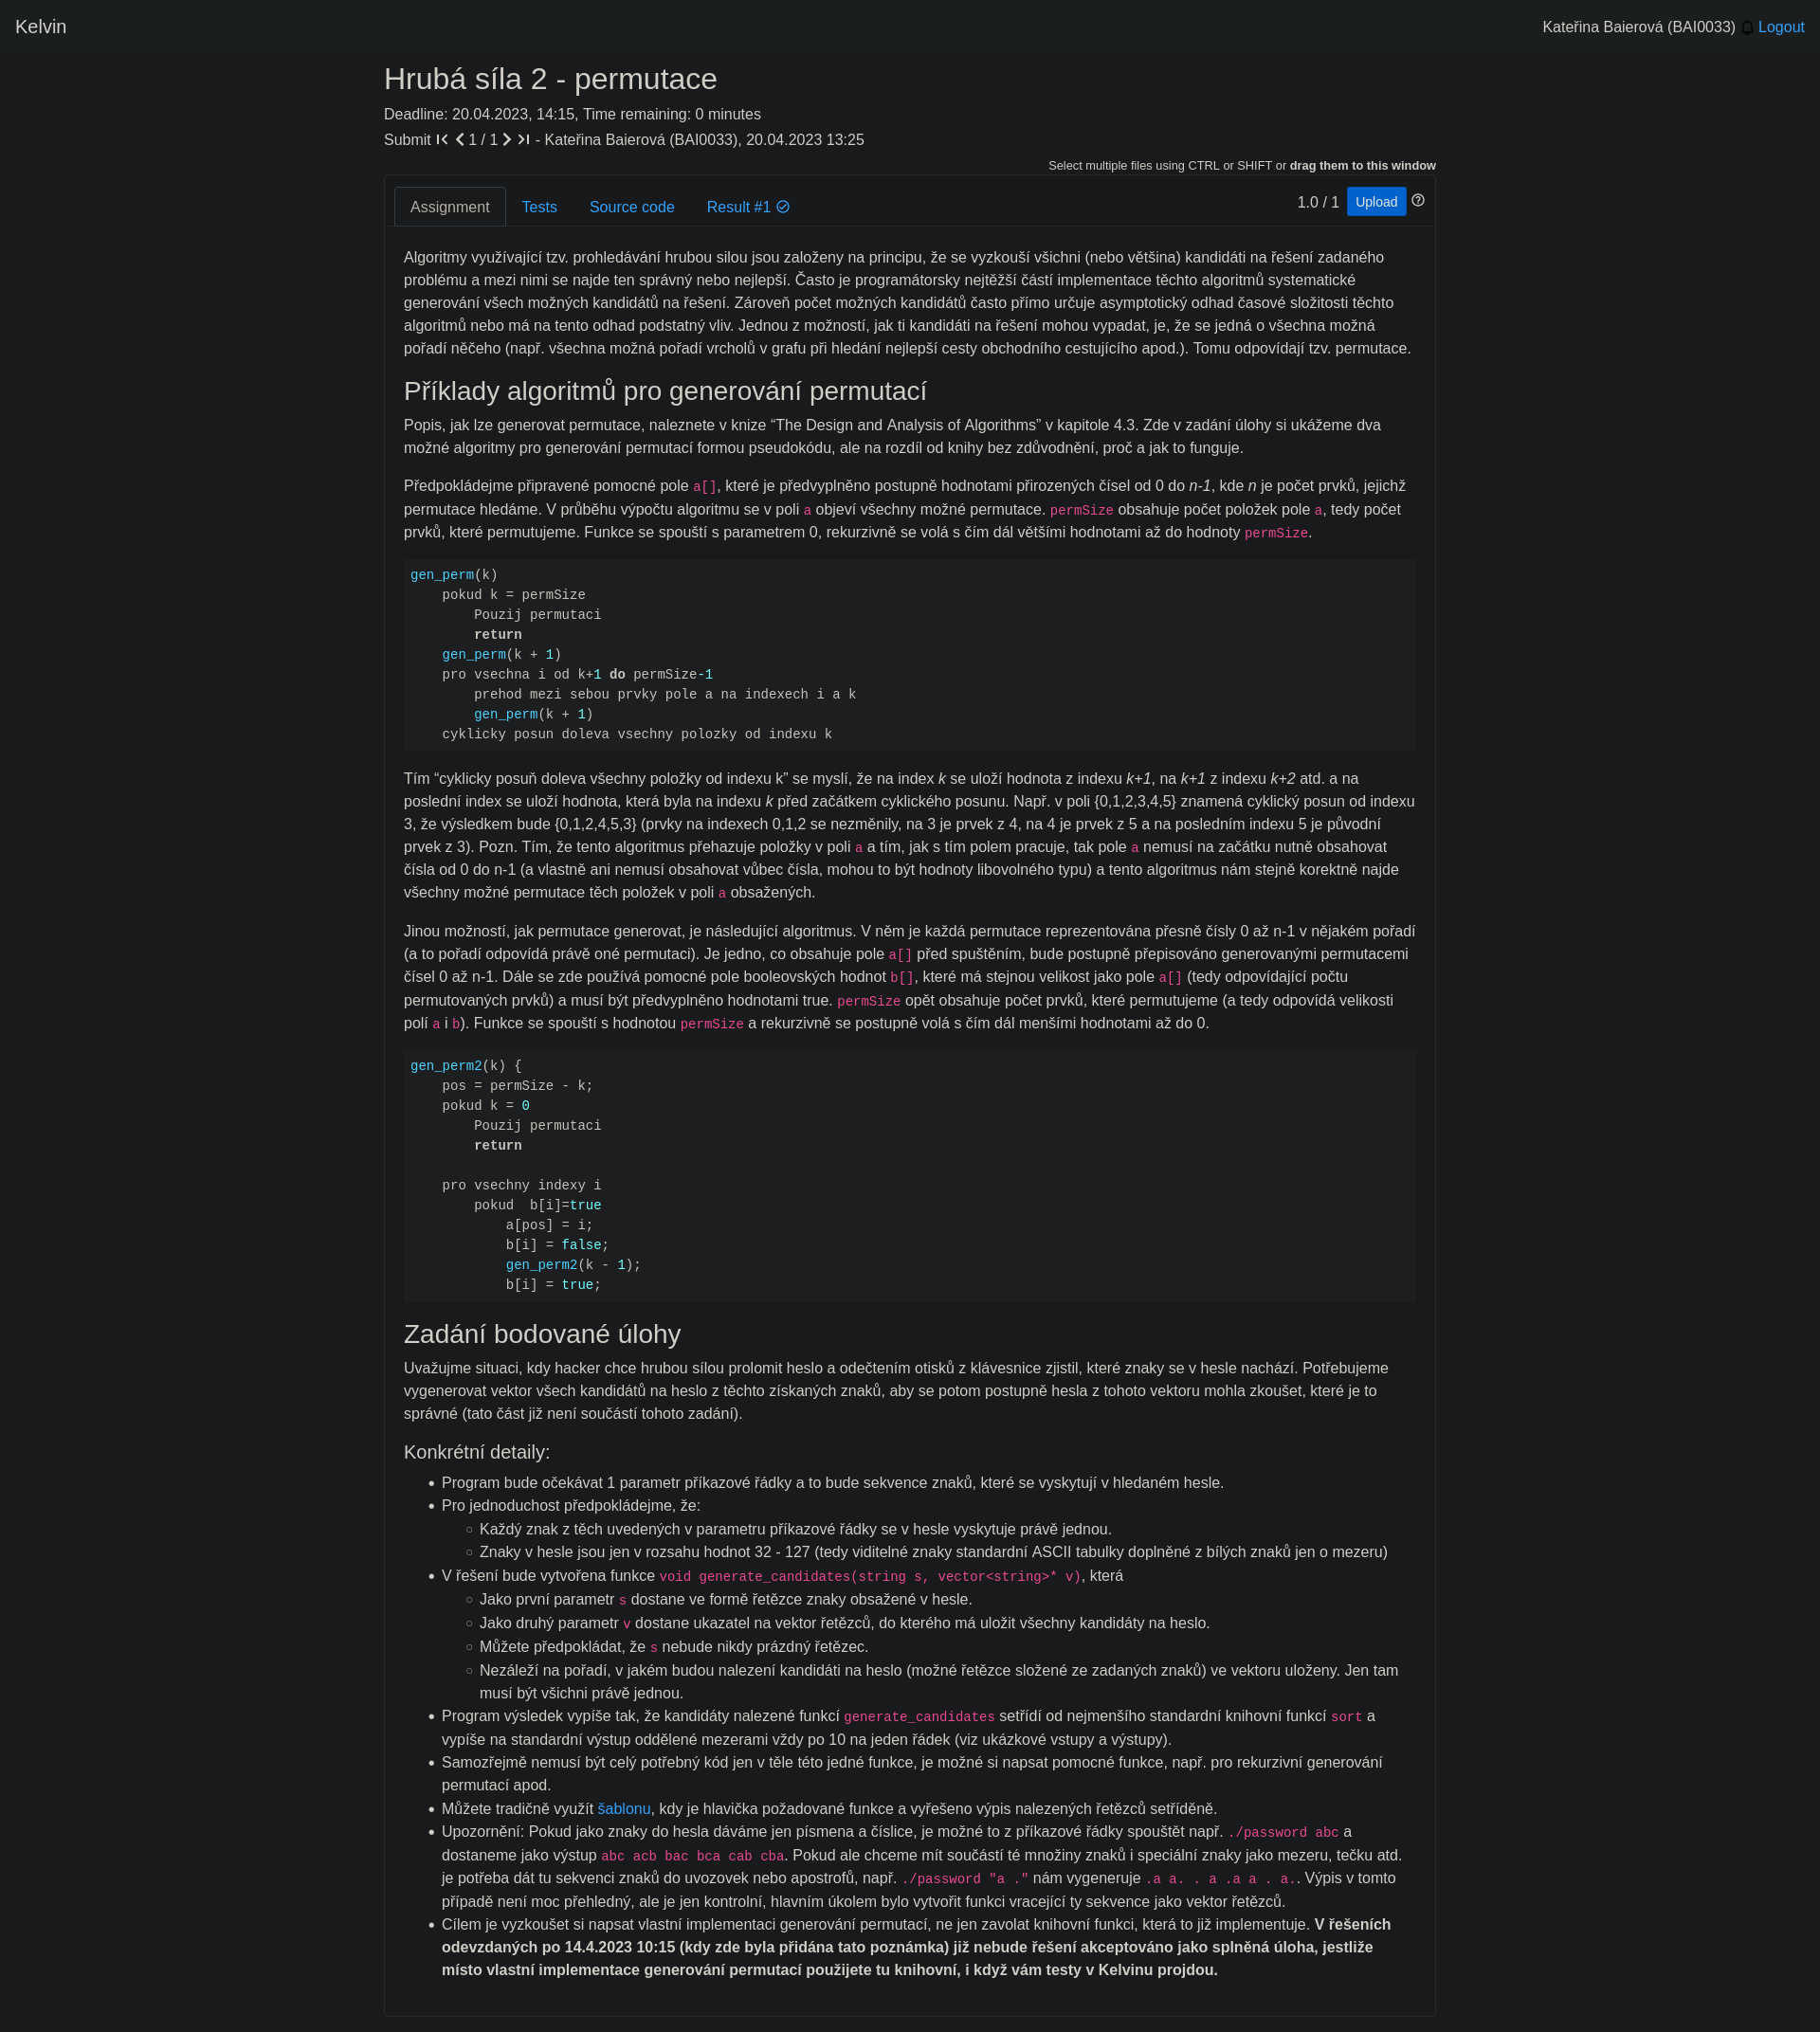 Kelvin
Kateřina Baierová (BAI0033) Logout
Hrubá síla 2 - permutace
Deadline: 20.04.2023, 14:15, Time remaining: 0 minutes
Submit 1 / 1 - Kateřina Baierová (BAI0033), 20.04.2023 13:25
Select multiple files using CTRL or SHIFT or drag them to this window
Assignment Tests Source code Result #1 1.0 / 1 Upload
Algoritmy využívající tzv. prohledávání hrubou silou jsou založeny na principu, že se vyzkouší všichni (nebo většina) kandidáti na řešení zadaného
problému a mezi nimi se najde ten správný nebo nejlepší. Často je programátorsky nejtěžší částí implementace těchto algoritmů systematické
generování všech možných kandidátů na řešení. Zároveň počet možných kandidátů často přímo určuje asymptotický odhad časové složitosti těchto
algoritmů nebo má na tento odhad podstatný vliv. Jednou z možností, jak ti kandidáti na řešení mohou vypadat, je, že se jedná o všechna možná
pořadí něčeho (např. všechna možná pořadí vrcholů v grafu při hledání nejlepší cesty obchodního cestujícího apod.). Tomu odpovídají tzv. permutace.
Příklady algoritmů pro generování permutací
Popis, jak lze generovat permutace, naleznete v knize “The Design and Analysis of Algorithms” v kapitole 4.3. Zde v zadání úlohy si ukážeme dva
možné algoritmy pro generování permutací formou pseudokódu, ale na rozdíl od knihy bez zdůvodnění, proč a jak to funguje.
Předpokládejme připravené pomocné pole a[], které je předvyplněno postupně hodnotami přirozených čísel od 0 do n-1, kde n je počet prvků, jejichž
permutace hledáme. V průběhu výpočtu algoritmu se v poli a objeví všechny možné permutace. permSize obsahuje počet položek pole a, tedy počet
prvků, které permutujeme. Funkce se spouští s parametrem 0, rekurzivně se volá s čím dál většími hodnotami až do hodnoty permSize.
gen_perm(k)
    pokud k = permSize
        Pouzij permutaci
        return
    gen_perm(k + 1)
    pro vsechna i od k+1 do permSize-1
        prehod mezi sebou prvky pole a na indexech i a k
        gen_perm(k + 1)
    cyklicky posun doleva vsechny polozky od indexu k
Tím “cyklicky posuň doleva všechny položky od indexu k” se myslí, že na index k se uloží hodnota z indexu k+1, na k+1 z indexu k+2 atd. a na
poslední index se uloží hodnota, která byla na indexu k před začátkem cyklického posunu. Např. v poli {0,1,2,3,4,5} znamená cyklický posun od indexu
3, že výsledkem bude {0,1,2,4,5,3} (prvky na indexech 0,1,2 se nezměnily, na 3 je prvek z 4, na 4 je prvek z 5 a na posledním indexu 5 je původní
prvek z 3). Pozn. Tím, že tento algoritmus přehazuje položky v poli a a tím, jak s tím polem pracuje, tak pole a nemusí na začátku nutně obsahovat
čísla od 0 do n-1 (a vlastně ani nemusí obsahovat vůbec čísla, mohou to být hodnoty libovolného typu) a tento algoritmus nám stejně korektně najde
všechny možné permutace těch položek v poli a obsažených.
Jinou možností, jak permutace generovat, je následující algoritmus. V něm je každá permutace reprezentována přesně čísly 0 až n-1 v nějakém pořadí
(a to pořadí odpovídá právě oné permutaci). Je jedno, co obsahuje pole a[] před spuštěním, bude postupně přepisováno generovanými permutacemi
čísel 0 až n-1. Dále se zde používá pomocné pole booleovských hodnot b[], které má stejnou velikost jako pole a[] (tedy odpovídající počtu
permutovaných prvků) a musí být předvyplněno hodnotami true. permSize opět obsahuje počet prvků, které permutujeme (a tedy odpovídá velikosti
polí a i b). Funkce se spouští s hodnotou permSize a rekurzivně se postupně volá s čím dál menšími hodnotami až do 0.
gen_perm2(k) {
    pos = permSize - k;
    pokud k = 0
        Pouzij permutaci
        return
    pro vsechny indexy i
        pokud  b[i]=true
            a[pos] = i;
            b[i] = false;
            gen_perm2(k - 1);
            b[i] = true;
Zadání bodované úlohy
Uvažujme situaci, kdy hacker chce hrubou sílou prolomit heslo a odečtením otisků z klávesnice zjistil, které znaky se v hesle nachází. Potřebujeme
vygenerovat vektor všech kandidátů na heslo z těchto získaných znaků, aby se potom postupně hesla z tohoto vektoru mohla zkoušet, které je to
správné (tato část již není součástí tohoto zadání).
Konkrétní detaily:
• Program bude očekávat 1 parametr příkazové řádky a to bude sekvence znaků, které se vyskytují v hledaném hesle.
• Pro jednoduchost předpokládejme, že:
○ Každý znak z těch uvedených v parametru příkazové řádky se v hesle vyskytuje právě jednou.
○ Znaky v hesle jsou jen v rozsahu hodnot 32 - 127 (tedy viditelné znaky standardní ASCII tabulky doplněné z bílých znaků jen o mezeru)
• V řešení bude vytvořena funkce void generate_candidates(string s, vector<string>* v), která
○ Jako první parametr s dostane ve formě řetězce znaky obsažené v hesle.
○ Jako druhý parametr v dostane ukazatel na vektor řetězců, do kterého má uložit všechny kandidáty na heslo.
○ Můžete předpokládat, že s nebude nikdy prázdný řetězec.
○ Nezáleží na pořadí, v jakém budou nalezení kandidáti na heslo (možné řetězce složené ze zadaných znaků) ve vektoru uloženy. Jen tam
musí být všichni právě jednou.
• Program výsledek vypíše tak, že kandidáty nalezené funkcí generate_candidates setřídí od nejmenšího standardní knihovní funkcí sort a
vypíše na standardní výstup oddělené mezerami vždy po 10 na jeden řádek (viz ukázkové vstupy a výstupy).
• Samozřejmě nemusí být celý potřebný kód jen v těle této jedné funkce, je možné si napsat pomocné funkce, např. pro rekurzivní generování
permutací apod.
• Můžete tradičně využít šablonu, kdy je hlavička požadované funkce a vyřešeno výpis nalezených řetězců setříděně.
• Upozornění: Pokud jako znaky do hesla dáváme jen písmena a číslice, je možné to z příkazové řádky spouštět např. ./password abc a
dostaneme jako výstup abc acb bac bca cab cba. Pokud ale chceme mít součástí té množiny znaků i speciální znaky jako mezeru, tečku atd.
je potřeba dát tu sekvenci znaků do uvozovek nebo apostrofů, např. ./password "a ." nám vygeneruje .a a. . a .a a . a.. Výpis v tomto
případě není moc přehledný, ale je jen kontrolní, hlavním úkolem bylo vytvořit funkci vracející ty sekvence jako vektor řetězců.
• Cílem je vyzkoušet si napsat vlastní implementaci generování permutací, ne jen zavolat knihovní funkci, která to již implementuje. V řešeních
odevzdaných po 14.4.2023 10:15 (kdy zde byla přidána tato poznámka) již nebude řešení akceptováno jako splněná úloha, jestliže
místo vlastní implementace generování permutací použijete tu knihovní, i když vám testy v Kelvinu projdou.